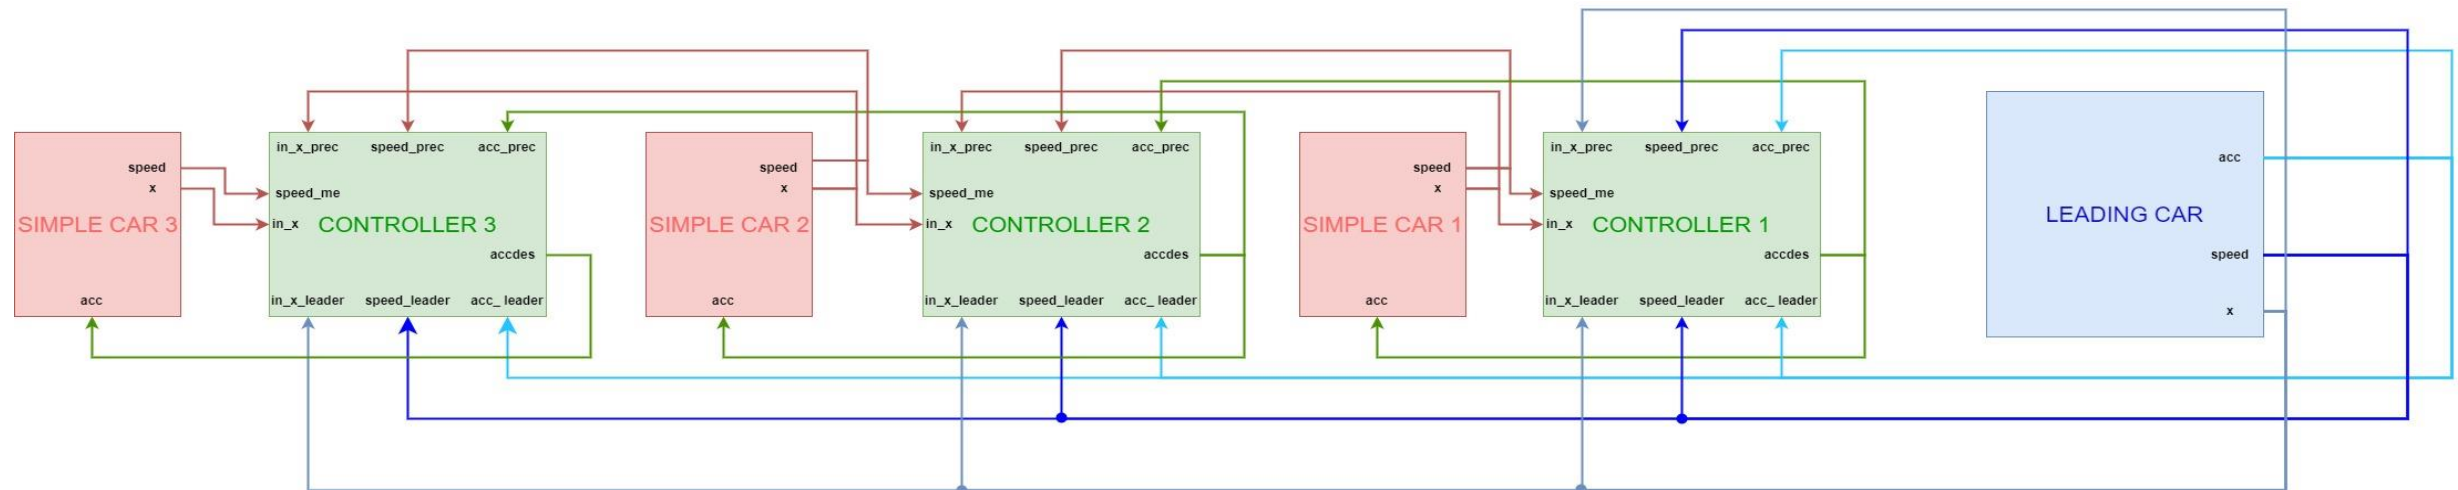 speed
x
SIMPLE CAR 3
acc
in_x_prec speed_prec acc_prec
speed_me
in_x
CONTROLLER 3
accdes
in_x_leader speed_leader acc_ leader
speed
x
SIMPLE CAR 2
acc
in_x_prec speed_prec acc_prec
speed_me
in_x
CONTROLLER 2
accdes
in_x_leader speed_leader acc_ leader
speed
x
SIMPLE CAR 1
acc
in_x_prec speed_prec acc_prec
speed_me
in_x
CONTROLLER 1
accdes
in_x_leader speed_leader acc_ leader
acc
LEADING CAR
speed
x